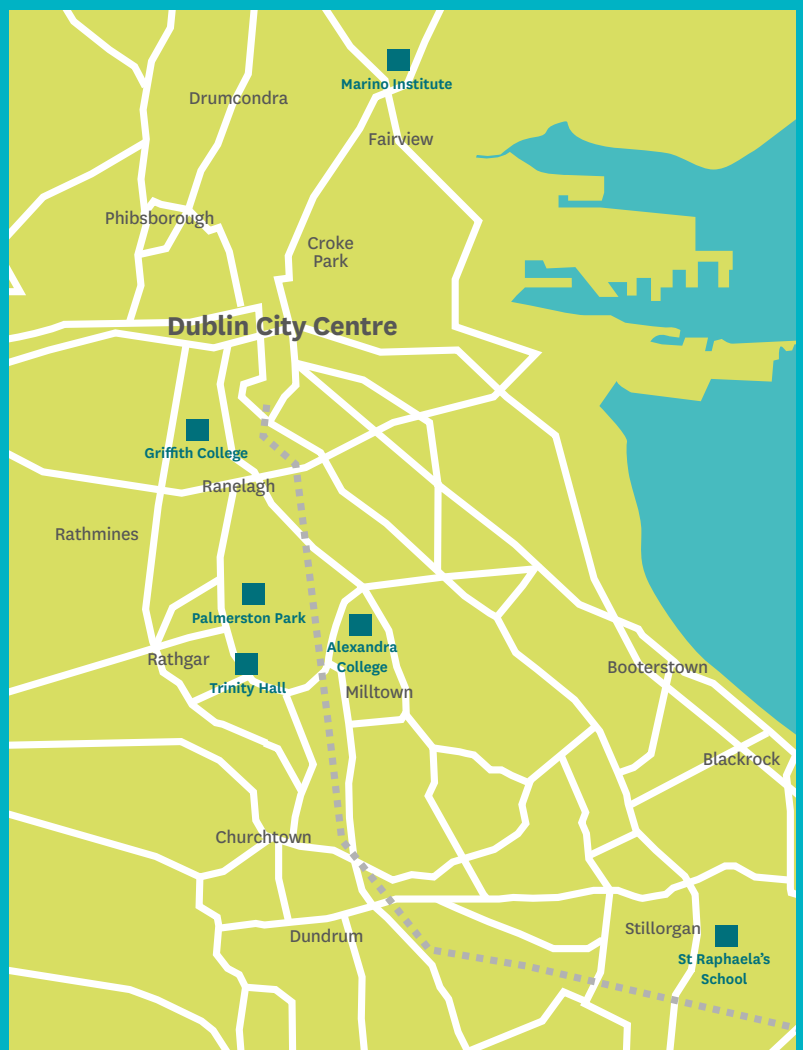 Marino Institute
Drumcondra
Fairview
Phibsborough
Croke
Park
Dublin City Centre
Griffith College
Ranelagh
Rathmines
Palmerston Park
Alexandra
College
Rathgar
Booterstown
Trinity Hall
Milltown
Blackrock
Churchtown
Stillorgan
Dundrum
St Raphaela’s
School